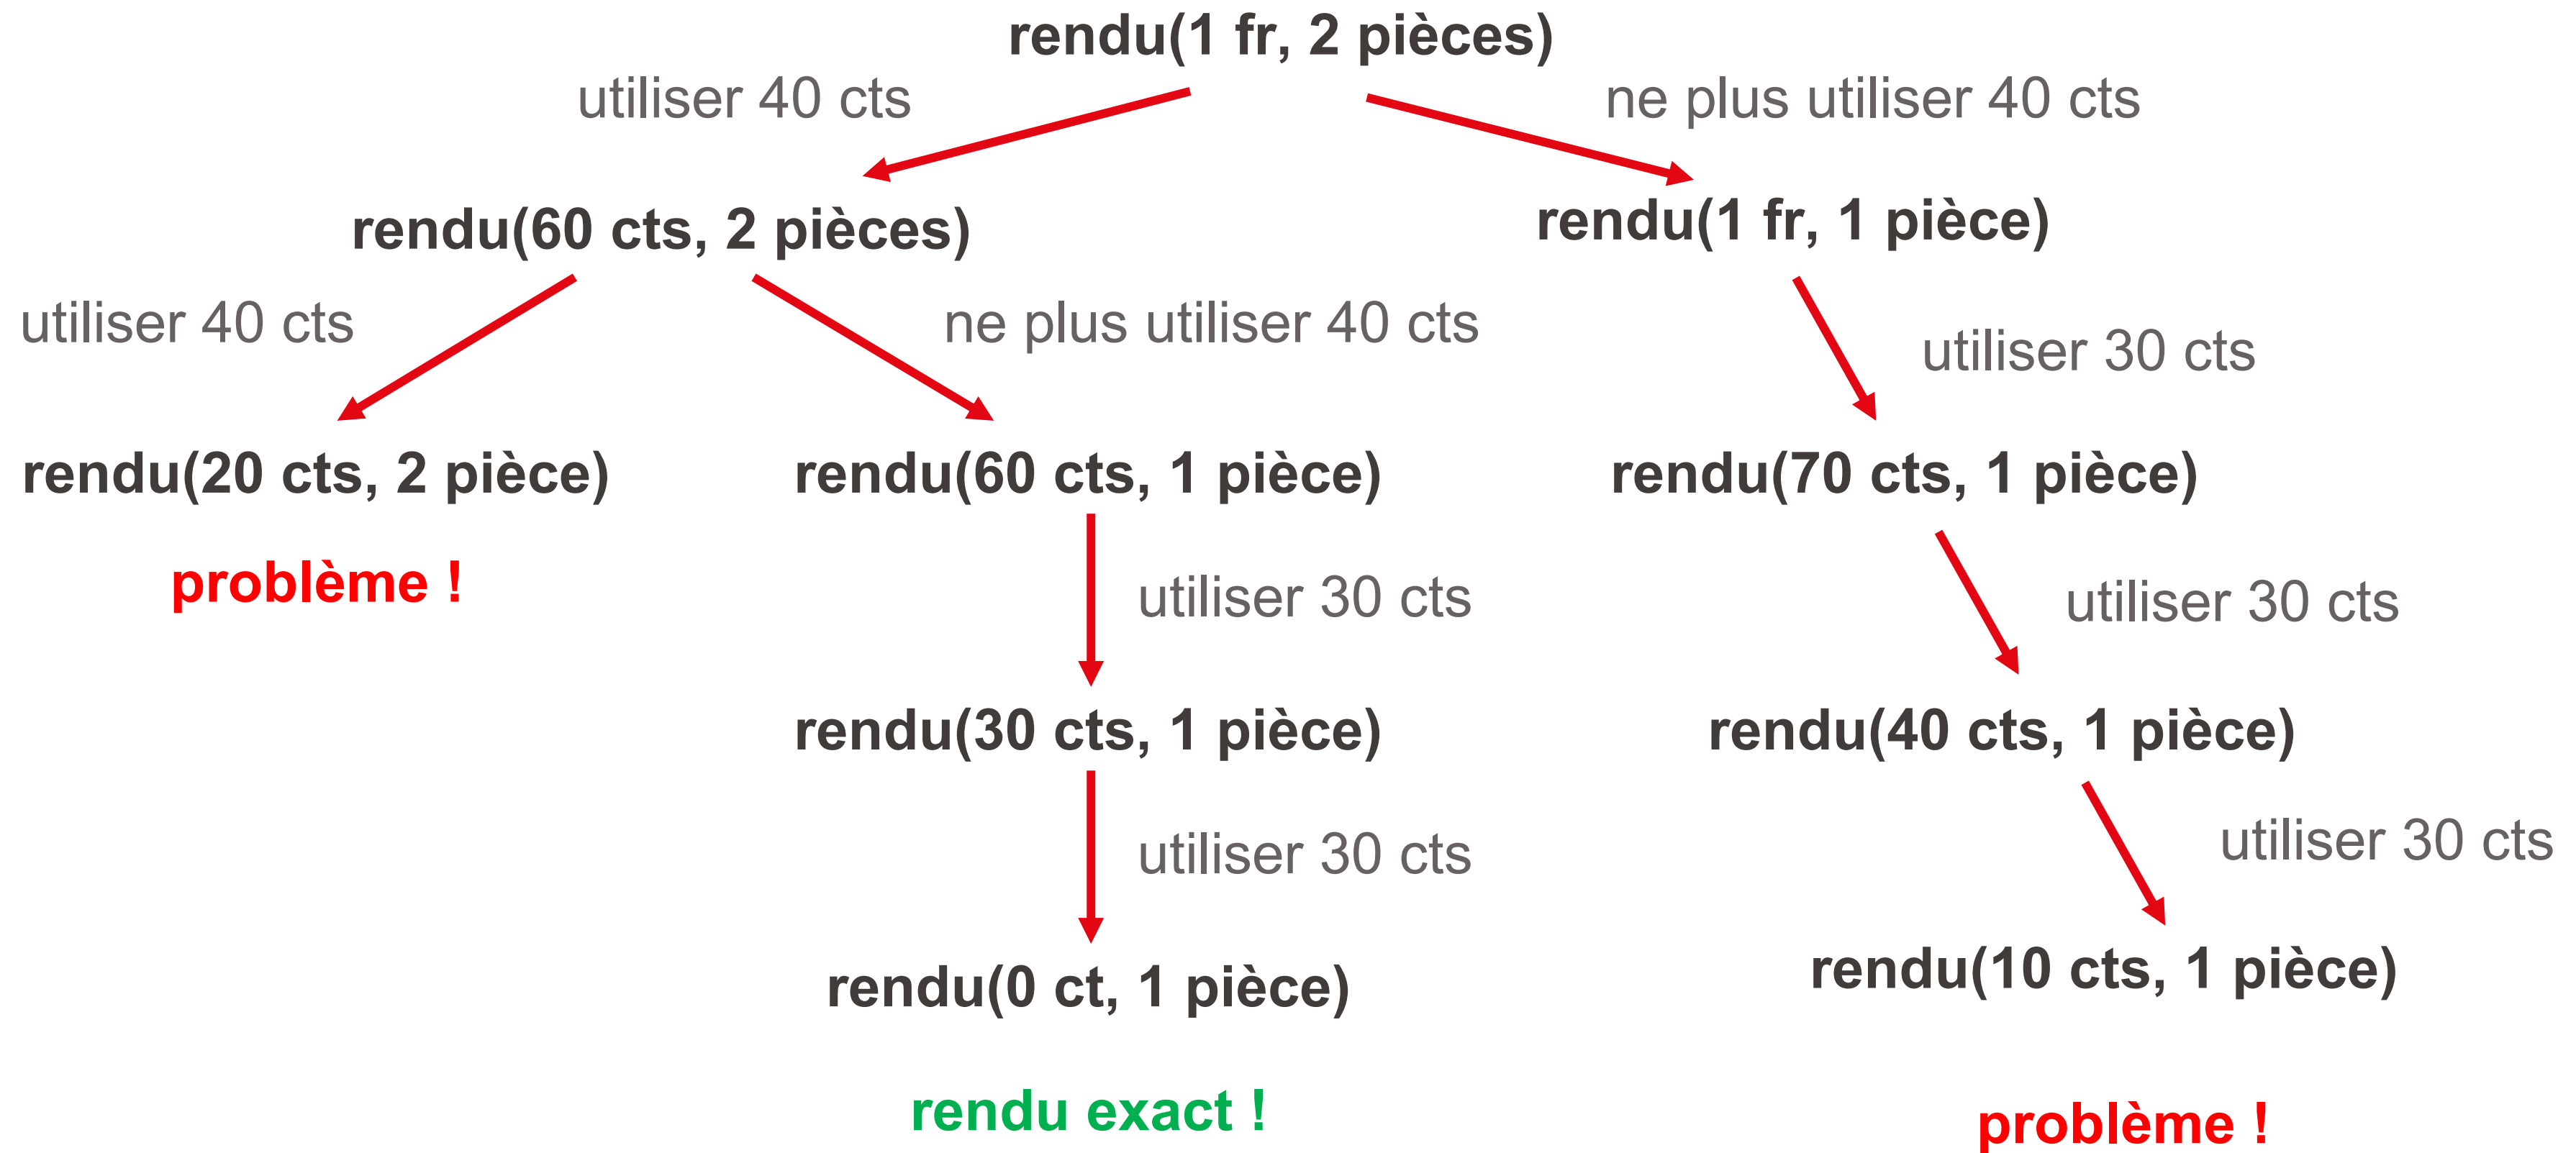 rendu(1 fr, 2 pièces)
utiliser 40 cts
ne plus utiliser 40 cts
rendu(60 cts, 2 pièces)
rendu(1 fr, 1 pièce)
utiliser 40 cts
ne plus utiliser 40 cts
utiliser 30 cts
rendu(20 cts, 2 pièce)
rendu(60 cts, 1 pièce)
rendu(70 cts, 1 pièce)
problème !
utiliser 30 cts
utiliser 30 cts
rendu(30 cts, 1 pièce)
rendu(40 cts, 1 pièce)
utiliser 30 cts
utiliser 30 cts
rendu(0 ct, 1 pièce)
rendu(10 cts, 1 pièce)
rendu exact !
problème !